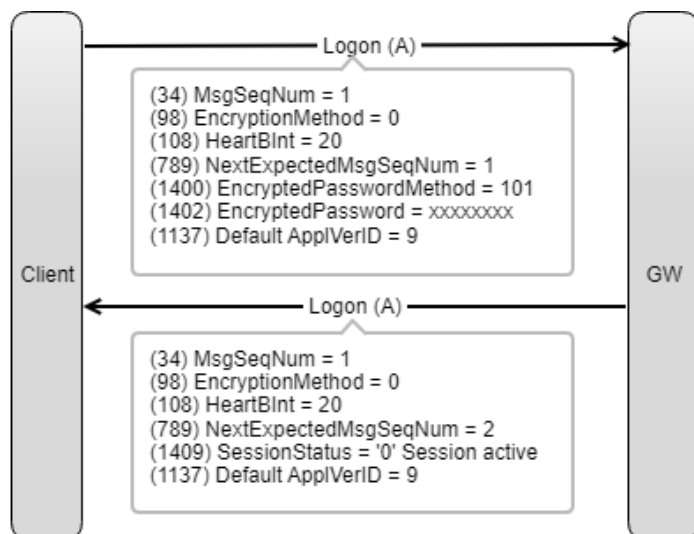 Logon (A)
(34) MsgSeqNum = 1
(98) EncryptionMethod = 0
(108) HeartBInt = 20
(789) NextExpectedMsgSeqNum = 1
(1400) EncryptedPasswordMethod = 101
(1402) EncryptedPassword = xxxxxxxx
(1137) Default ApplVerID = 9
Client
GW
Logon (A)
(34) MsgSeqNum = 1
(98) EncryptionMethod = 0
(108) HeartBInt = 20
(789) NextExpectedMsgSeqNum = 2
(1409) SessionStatus = '0' Session active
(1137) Default ApplVerID = 9